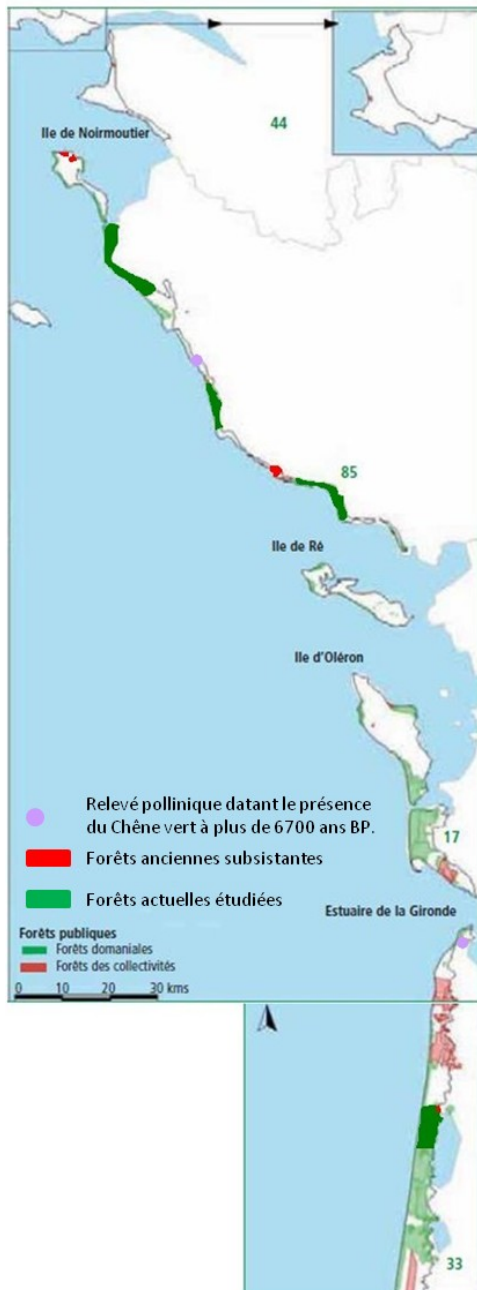 Ile de Noirmoutier
44
85
Ile de Ré
Ile d'Oléron
Relevé pollinique datant le présence
du Chêne vert à plus de 6700 ans BP.
Forêts anciennes subsistantes
17
Forêts actuelles étudiées
Estuaire de la Gironde
Forêts publiques
Forêts domaniales
Forêts des collectivités
0 10 20 30 kms
33